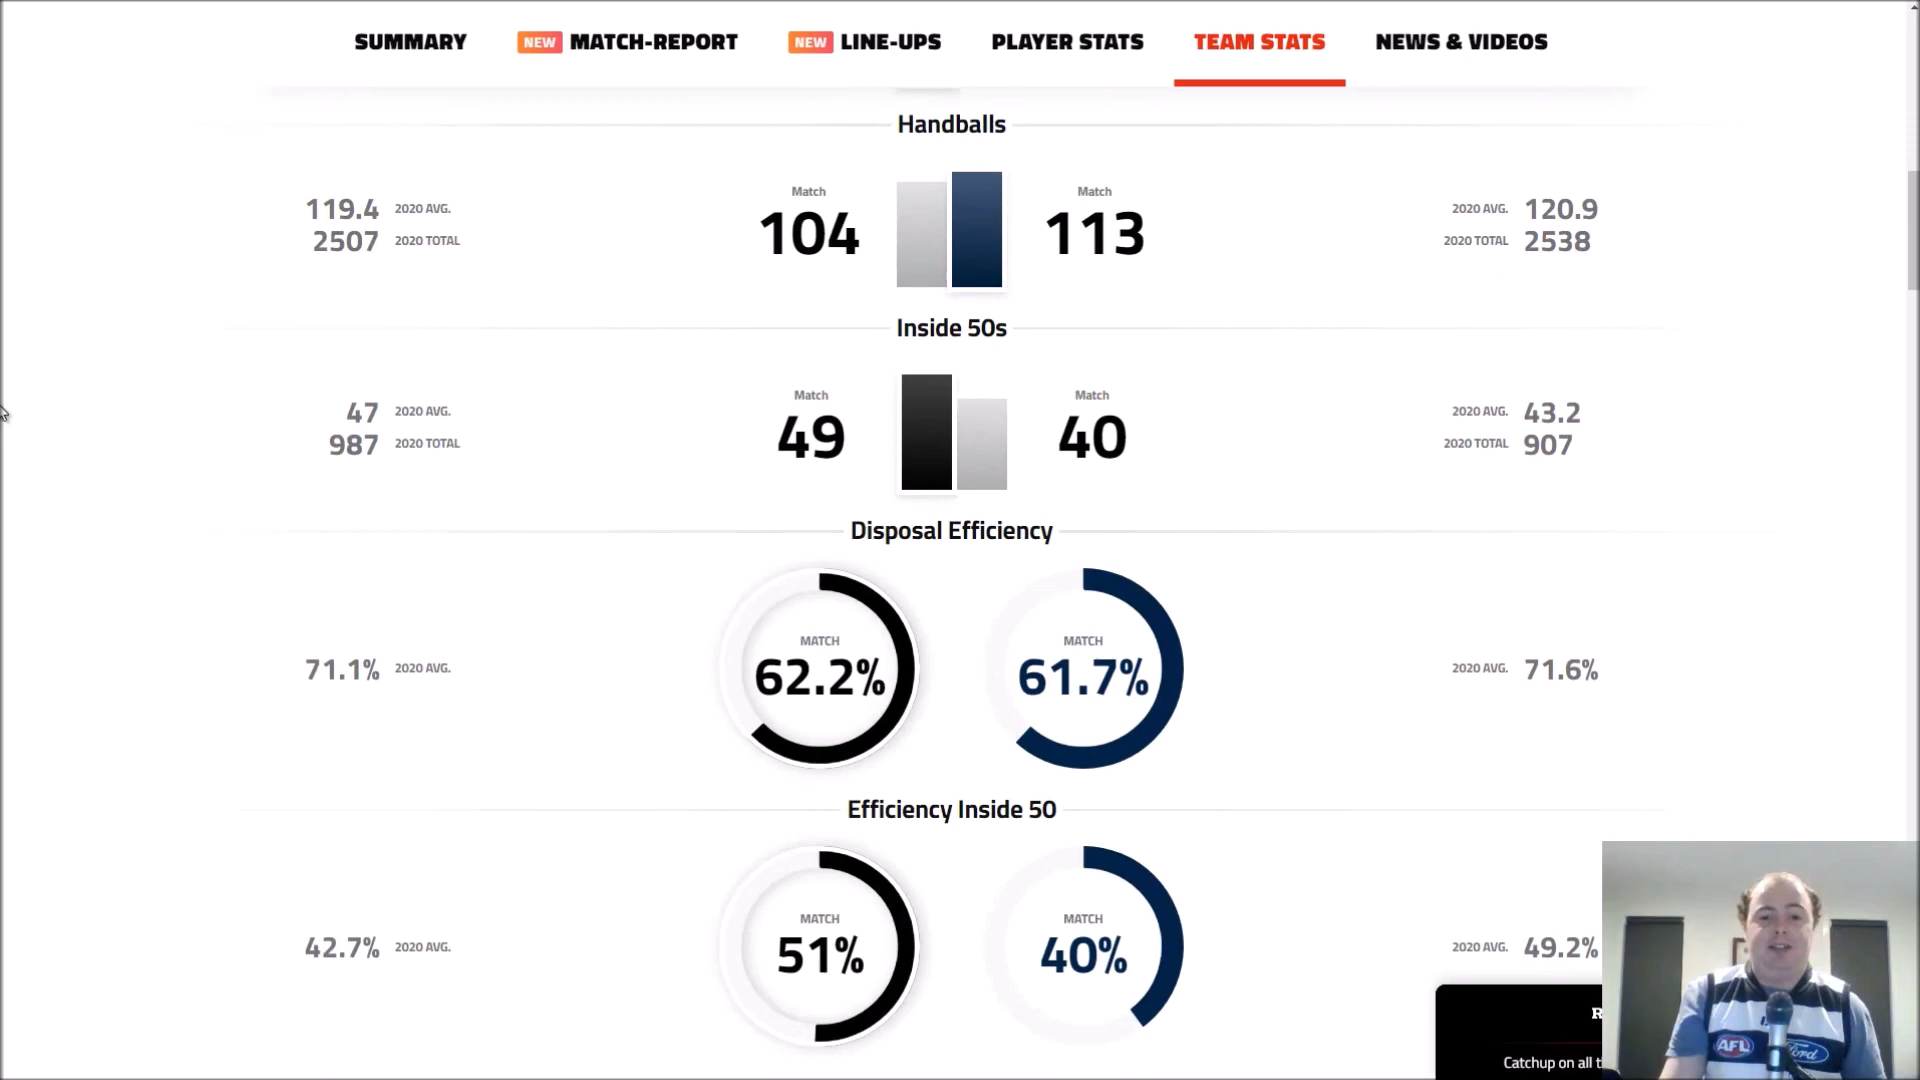 SUMMARY NEW MATCH-REPORT NEW LINE-UPS PLAYER STATS TEAM STATS NEWS & VIDEOS
Handballs
119.4 2020 AVG.
2507 2020 TOTAL
Match
104
Match
113
2020 AVG. 120.9
2020 TOTAL 2538
Inside 50s
47 2020 AVG.
987 2020 TOTAL
Match
49
Match
40
2020 AVG. 43.2
2020 TOTAL 907
Disposal Efficiency
71.1% 2020 AVG.
MATCH
62.2%
MATCH
61.7%
2020 AVG. 71.6%
Efficiency Inside 50
42.7% 2020 AVG.
MATCH
51%
MATCH
40%
2020 AVG. 49.2%
Catchup on all
AFL
Ford